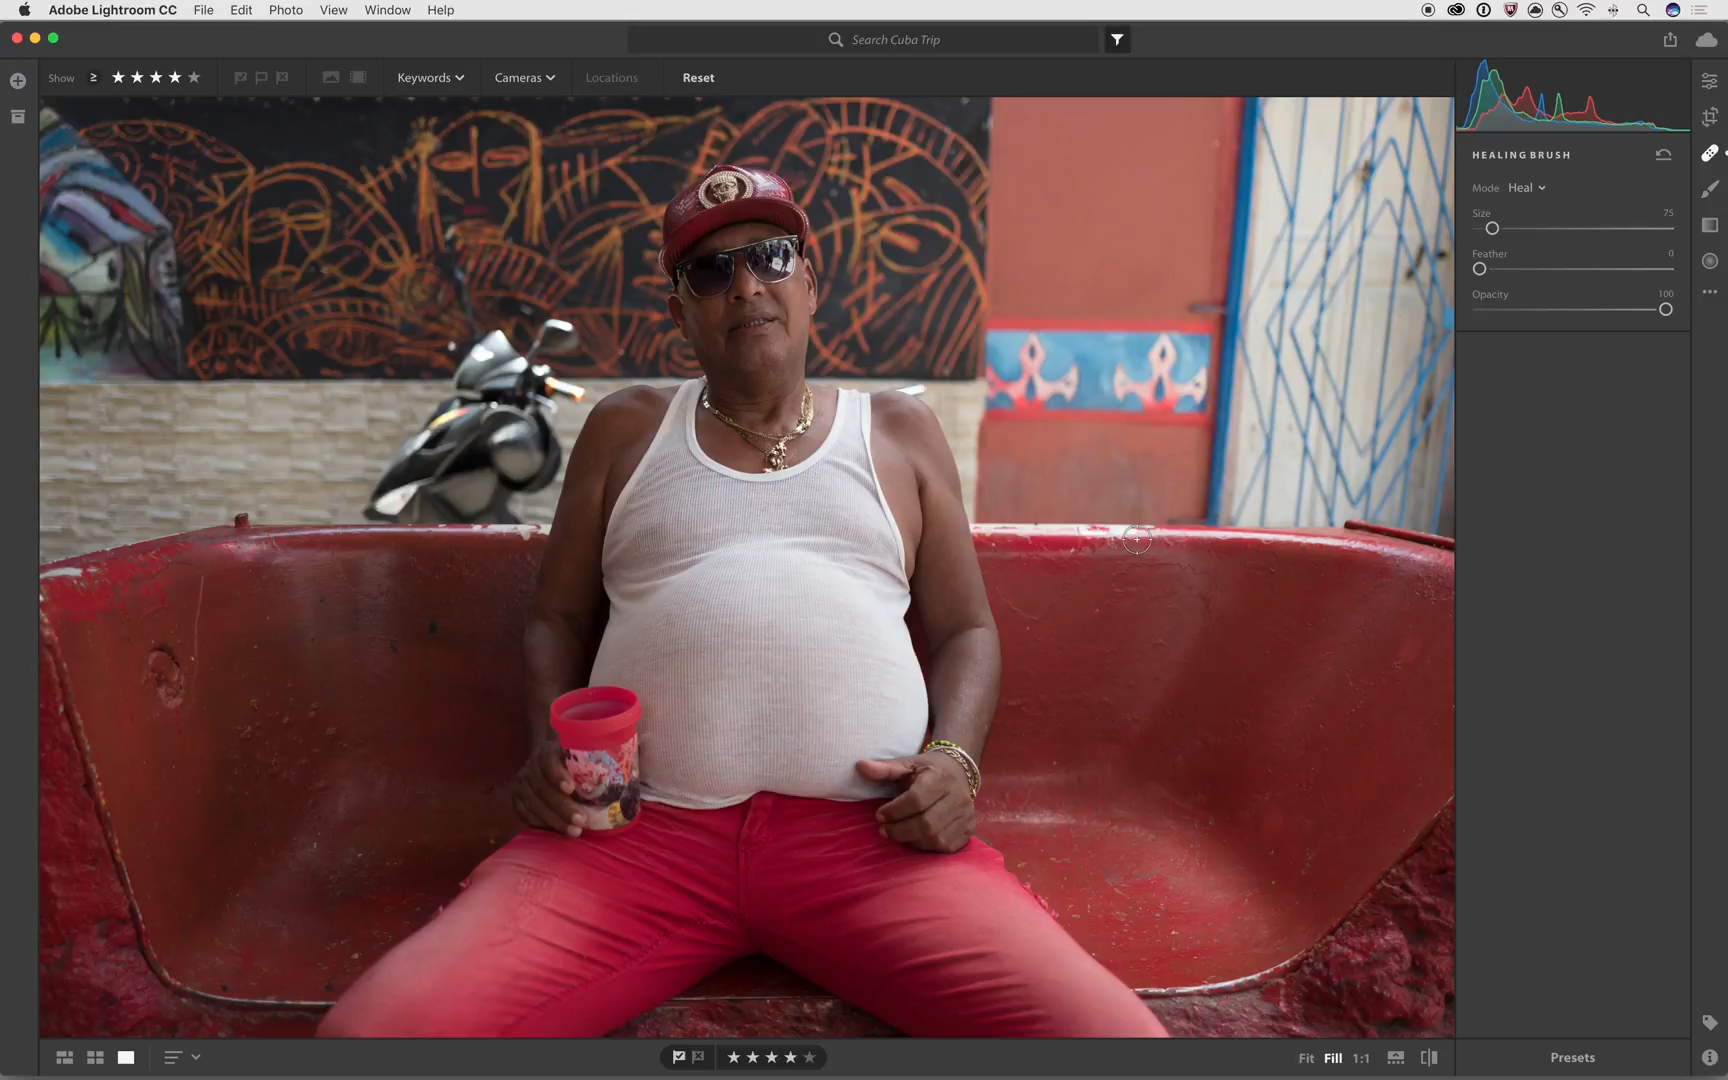 Adobe Lightroom CC File Edit Photo View Window Help
Search Cuba Trip
Show ≥ ★ ★ ★ ★ ★ Keywords Cameras Locations Reset
HEALING BRUSH
Mode Heal
Size 75
Feather 0
Opacity 100
Fit Fill 1:1 Presets